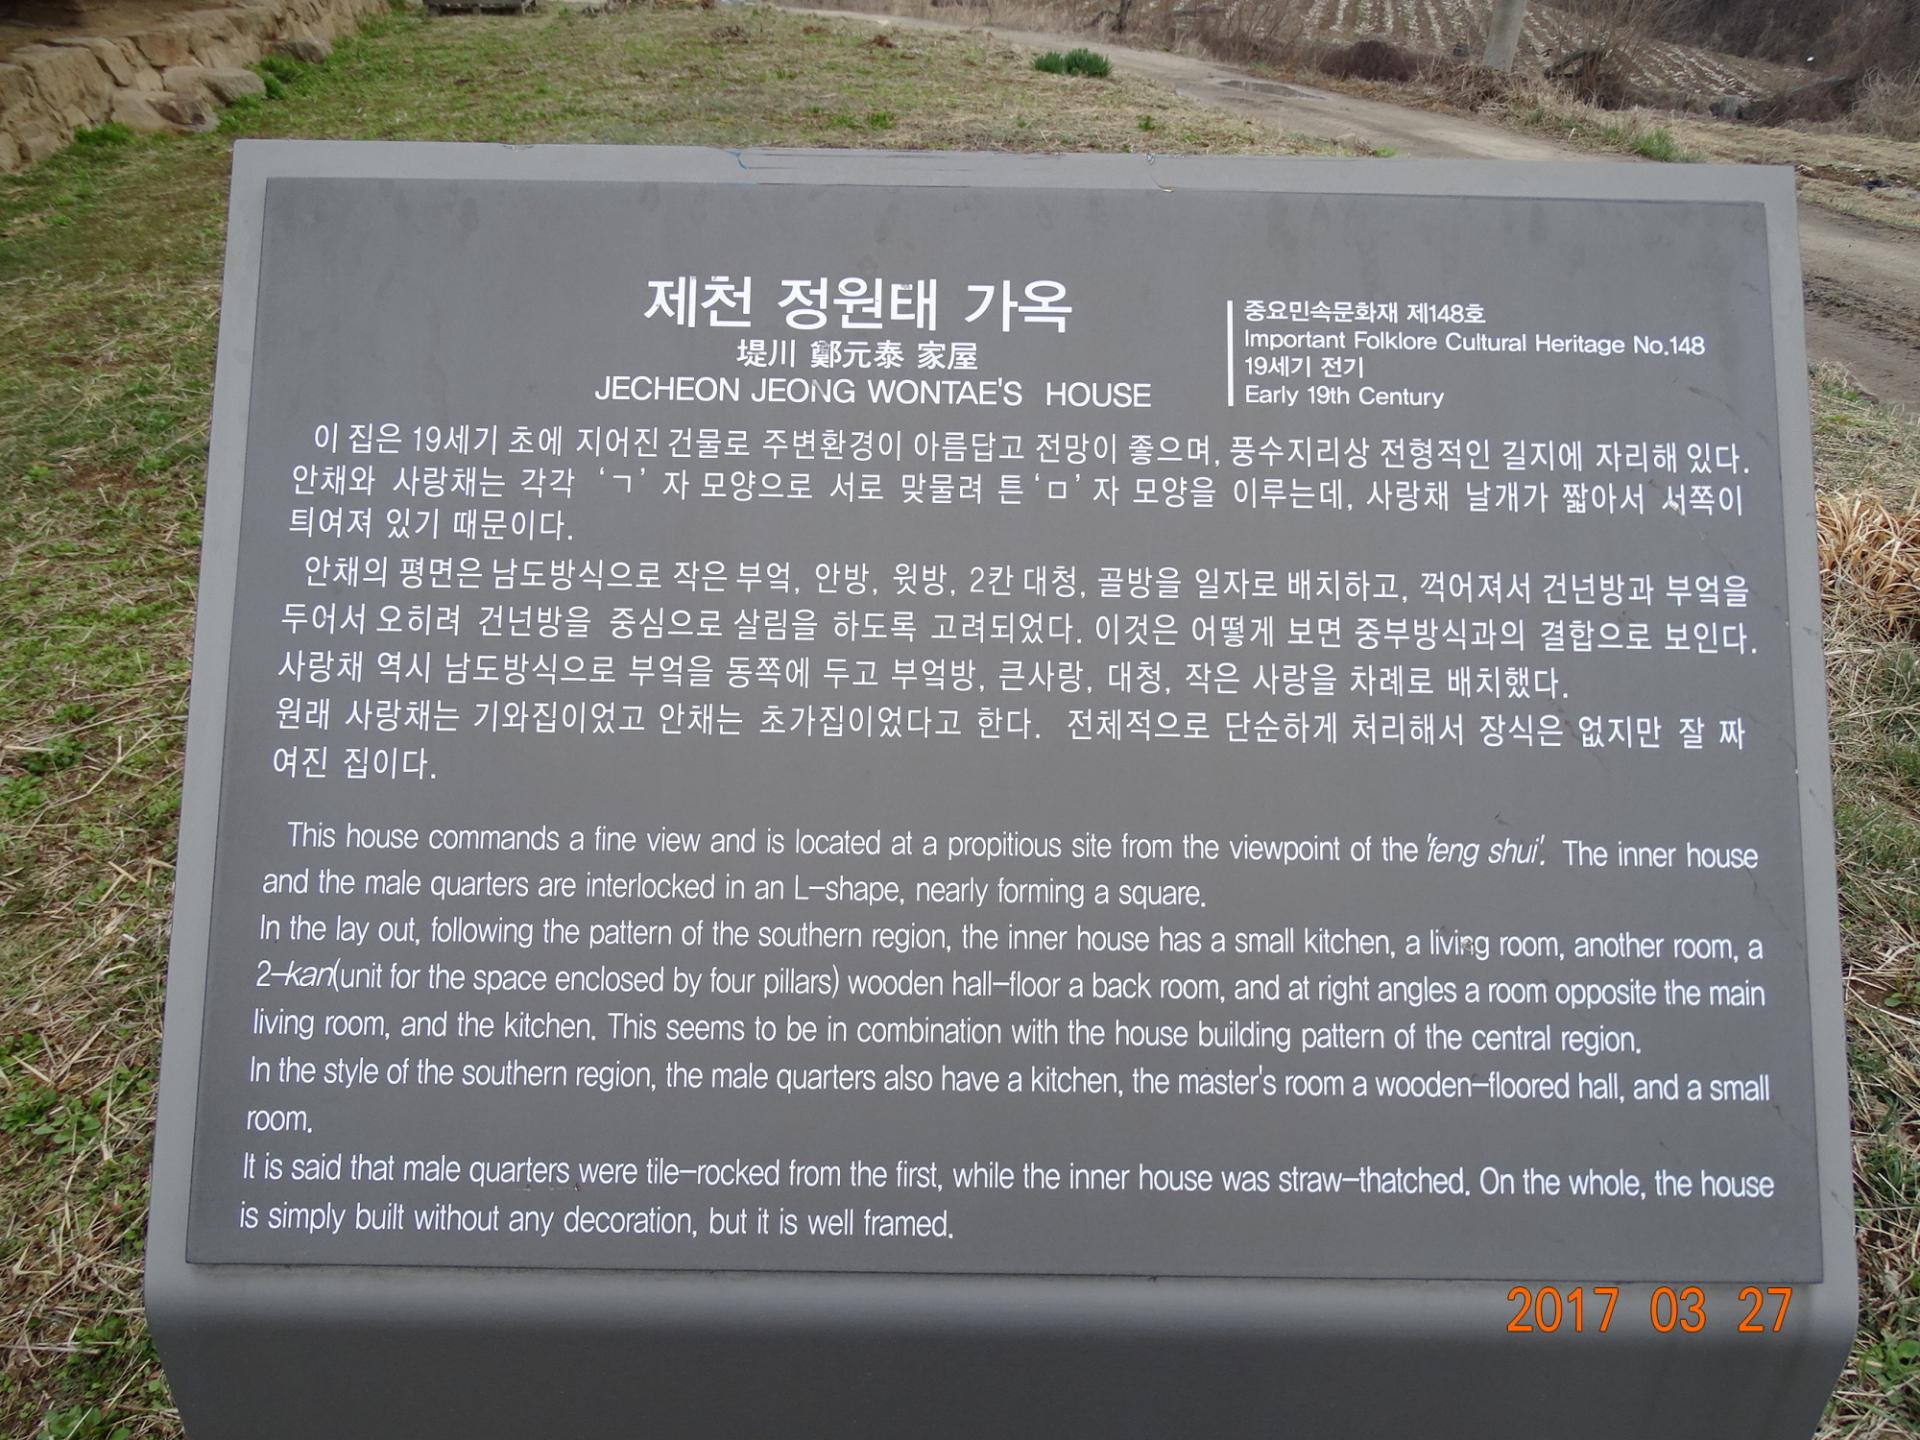 제천 정원태 가옥
堤川 鄭元泰 家屋
JECHEON JEONG WONTAE'S HOUSE
중요민속문화재 제148호
Important Folklore Cultural Heritage No.148
19세기 전기
Early 19th Century
이 집은 19세기 초에 지어진 건물로 주변환경이 아름답고 전망이 좋으며, 풍수지리상 전형적인 길지에 자리해 있다.
안채와 사랑채는 각각 ‘ㄱ’ 자 모양으로 서로 맞물려 튼 ‘ㅁ’ 자 모양을 이루는데, 사랑채 날개가 짧아서 서쪽이
틔여져 있기 때문이다.
안채의 평면은 남도방식으로 작은 부엌, 안방, 윗방, 2칸 대청, 골방을 일자로 배치하고, 꺽어져서 건넌방과 부엌을
두어서 오히려 건넌방을 중심으로 살림을 하도록 고려되었다. 이것은 어떻게 보면 중부방식과의 결합으로 보인다.
사랑채 역시 남도방식으로 부엌을 동쪽에 두고 부엌방, 큰사랑, 대청, 작은 사랑을 차례로 배치했다.
원래 사랑채는 기와집이었고 안채는 초가집이었다고 한다. 전체적으로 단순하게 처리해서 장식은 없지만 잘 짜
여진 집이다.
This house commands a fine view and is located at a propitious site from the viewpoint of the 'feng shui'. The inner house
and the male quarters are interlocked in an L-shape, nearly forming a square.
In the lay out, following the pattern of the southern region, the inner house has a small kitchen, a living room, another room, a
2-kan(unit for the space enclosed by four pillars) wooden hall-floor a back room, and at right angles a room opposite the main
living room, and the kitchen. This seems to be in combination with the house building pattern of the central region.
In the style of the southern region, the male quarters also have a kitchen, the master's room a wooden-floored hall, and a small
room.
It is said that male quarters were tile-rocked from the first, while the inner house was straw-thatched. On the whole, the house
is simply built without any decoration, but it is well framed.
2017 03 27